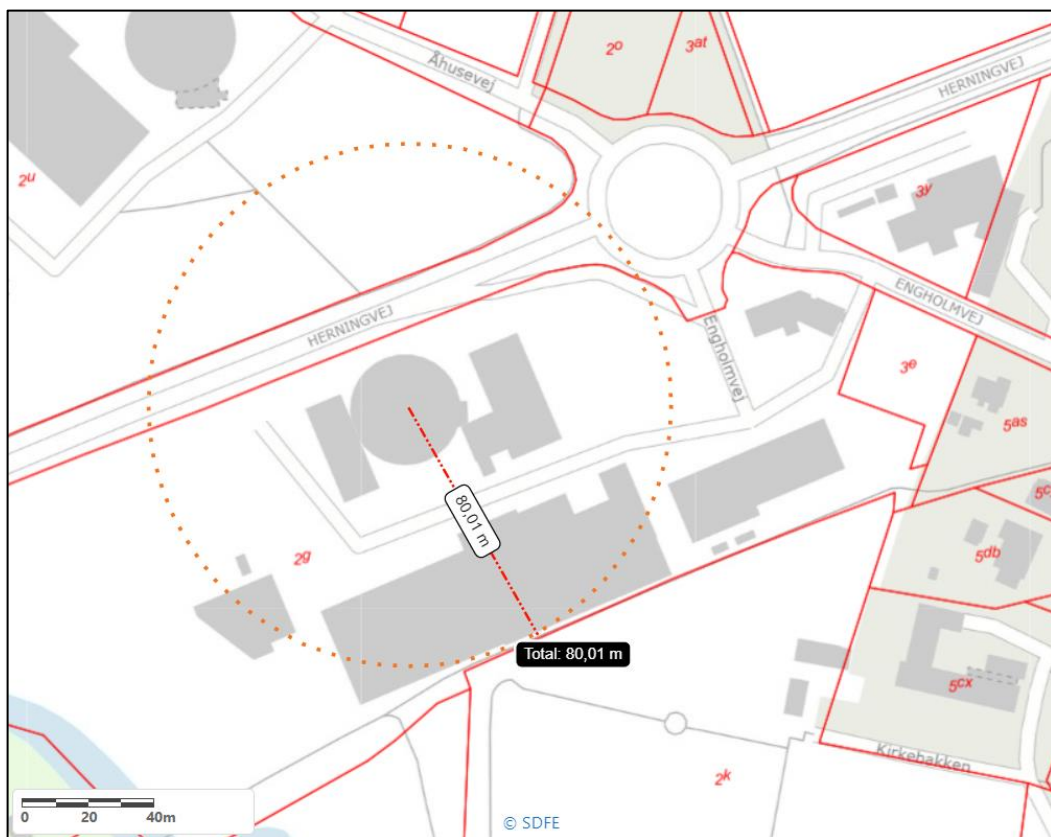 2o
3at
HERNINGVEJ
Åhusevej
2u
3y
ENGHOLMVEJ
HERNINGVEJ
Engholmvej
3e
5as
80,01 m
2g
5db
Total: 80,01 m
5cx
Kirkebakken
2k
0 20 40m
© SDFE